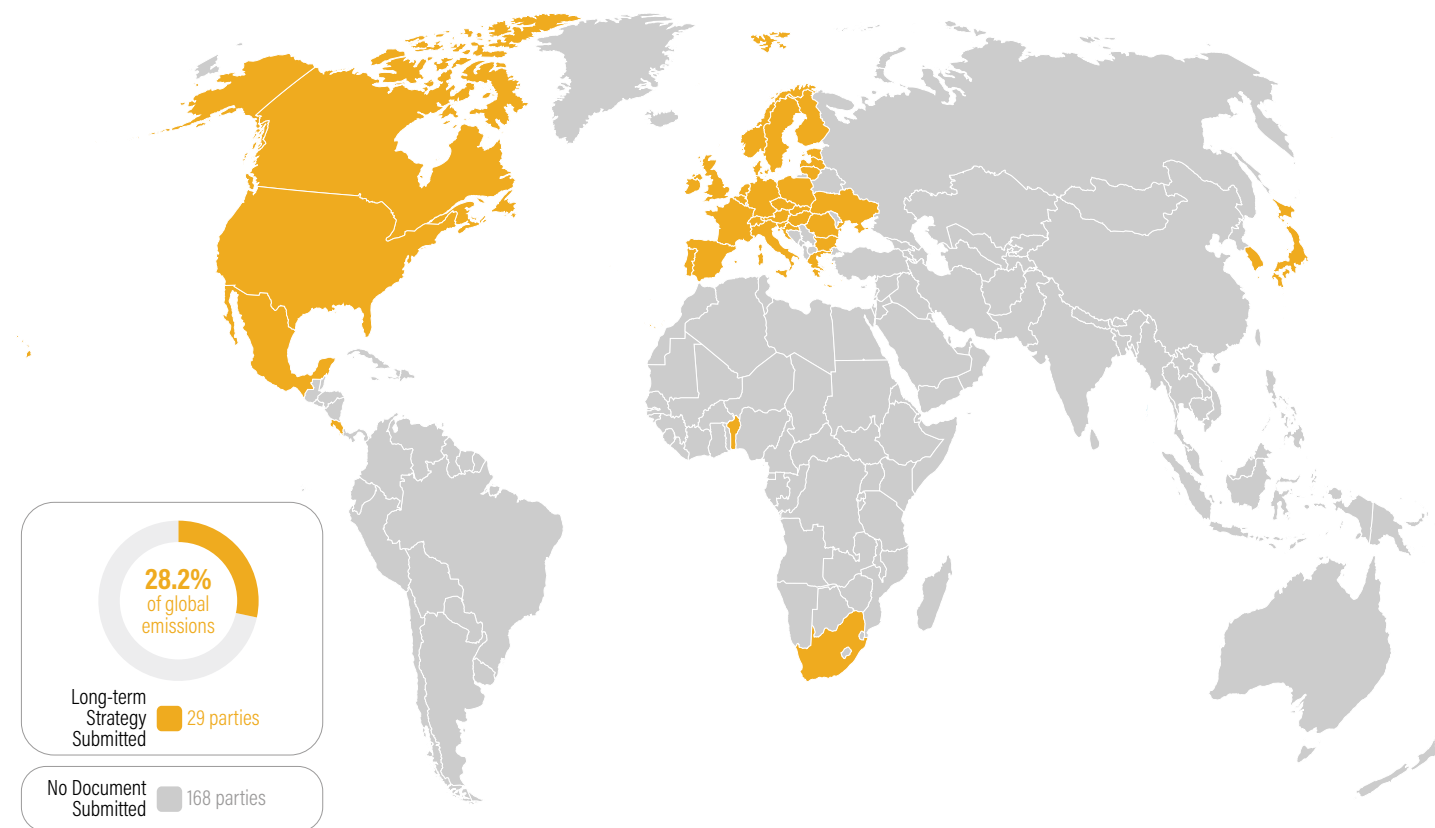 28.2%
of global
emissions
Long-term
Strategy
Submitted
29 parties
No Document
Submitted
168 parties